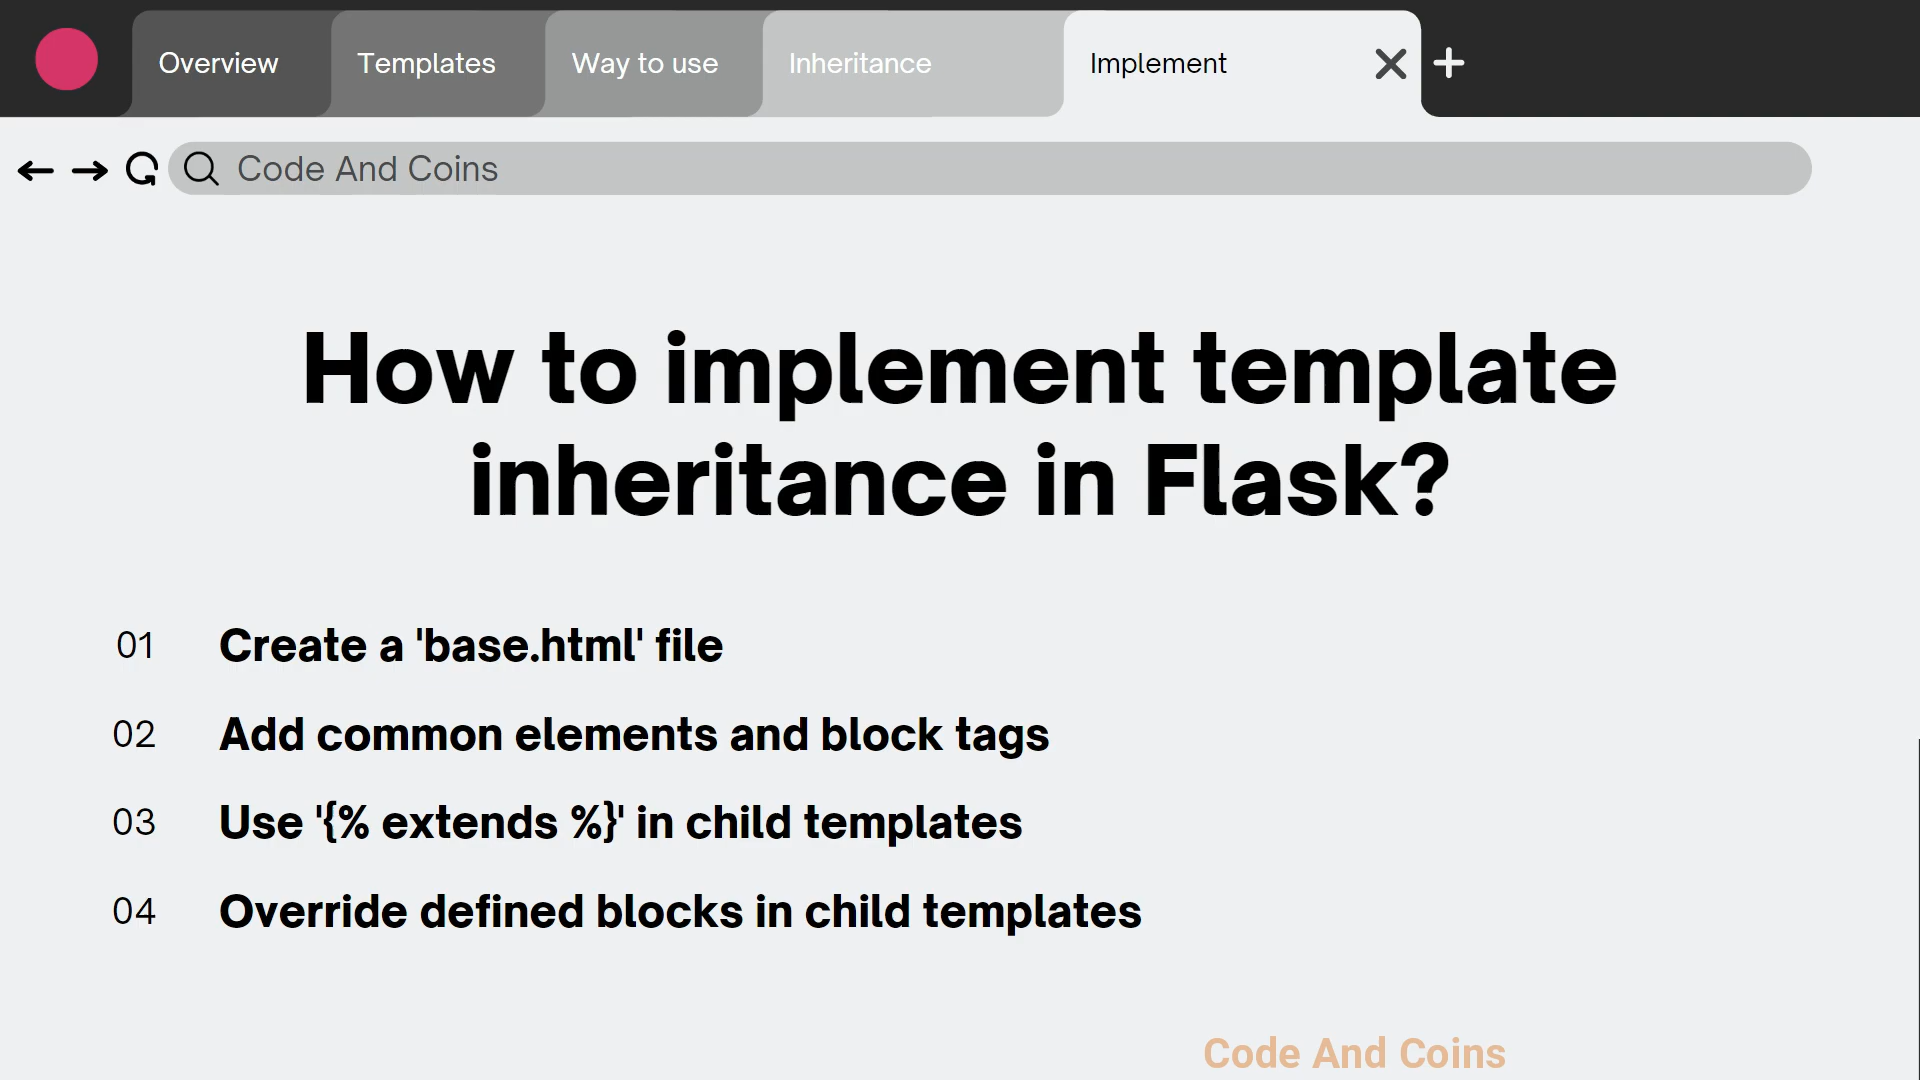 Overview
Templates
Way to use
Inheritance
Implement
Code And Coins
How to implement template
inheritance in Flask?
01 Create a 'base.html' file
02 Add common elements and block tags
03 Use '{% extends %}' in child templates
04 Override defined blocks in child templates
Code And Coins